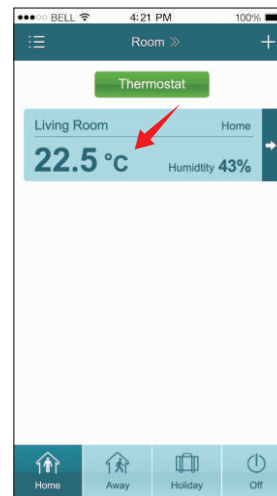 BELL 4:21 PM 100%
Room >>
Thermostat
Living Room Home
22.5 °C Humidtity 43%
Home Away Holiday Off